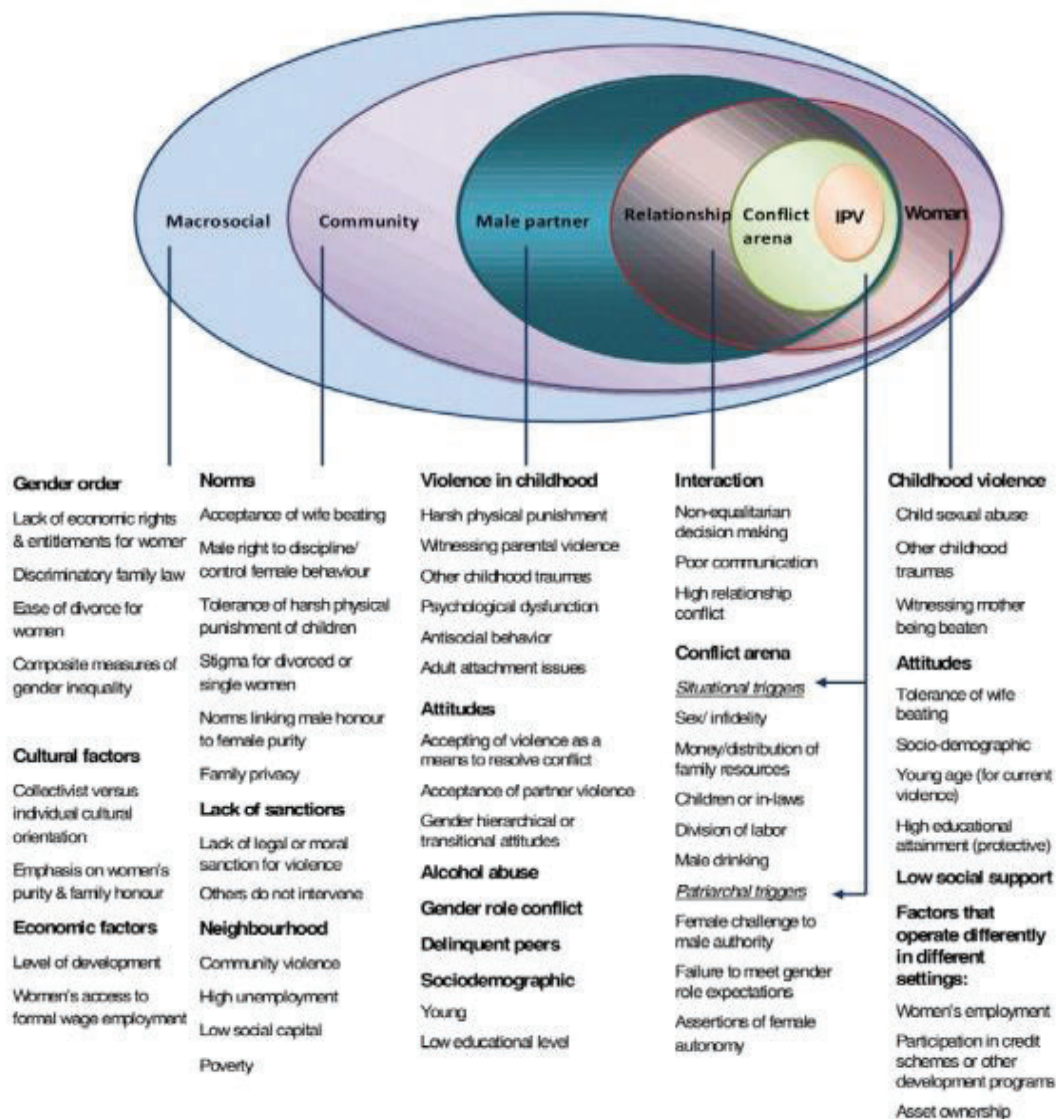 Macrosocial
Community
Male partner
Relationship
Conflict
arena
IPV
Woman
Gender order
Lack of economic rights
& entitlements for women
Discriminatory family law
Ease of divorce for
women
Composite measures of
gender inequality
Cultural factors
Collectivist versus
individual cultural
orientation
Emphasis on women's
purity & family honour
Economic factors
Level of development
Women's access to
formal wage employment
Norms
Acceptance of wife beating
Male right to discipline/
control female behaviour
Tolerance of harsh physical
punishment of children
Stigma for divorced or
single women
Norms linking male honour
to female purity
Family privacy
Lack of sanctions
Lack of legal or moral
sanction for violence
Others do not intervene
Neighbourhood
Community violence
High unemployment
Low social capital
Poverty
Violence in childhood
Harsh physical punishment
Witnessing parental violence
Other childhood traumas
Psychological dysfunction
Antisocial behavior
Adult attachment issues
Attitudes
Accepting of violence as a
means to resolve conflict
Acceptance of partner violence
Gender hierarchical or
transitional attitudes
Alcohol abuse
Gender role conflict
Delinquent peers
Sociodemographic
Young
Low educational level
Interaction
Non-equalitarian
decision making
Poor communication
High relationship
conflict
Conflict arena
Situational triggers
Sex/ infidelity
Money/distribution of
family resources
Children or in-laws
Division of labor
Male drinking
Patriarchal triggers
Female challenge to
male authority
Failure to meet gender
role expectations
Assertions of female
autonomy
Childhood violence
Child sexual abuse
Other childhood
traumas
Witnessing mother
being beaten
Attitudes
Tolerance of wife
beating
Socio-demographic
Young age (for current
violence)
High educational
attainment (protective)
Low social support
Factors that
operate differently
in different
settings:
Women's employment
Participation in credit
schemes or other
development programs
Asset ownership